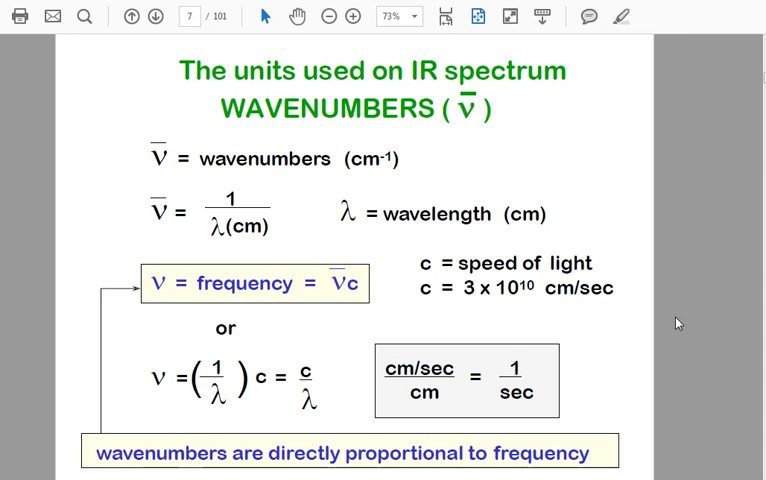 7 / 101
73%
The units used on IR spectrum
WAVENUMBERS ( ν̅ )
ν̅ = wavenumbers (cm⁻¹)
ν̅ = 1 / λ(cm)    λ = wavelength (cm)
c = speed of light
ν = frequency = ν̅c
c = 3 x 10¹⁰ cm/sec
or
ν = (1/λ) c = c/λ
cm/sec / cm = 1 / sec
wavenumbers are directly proportional to frequency